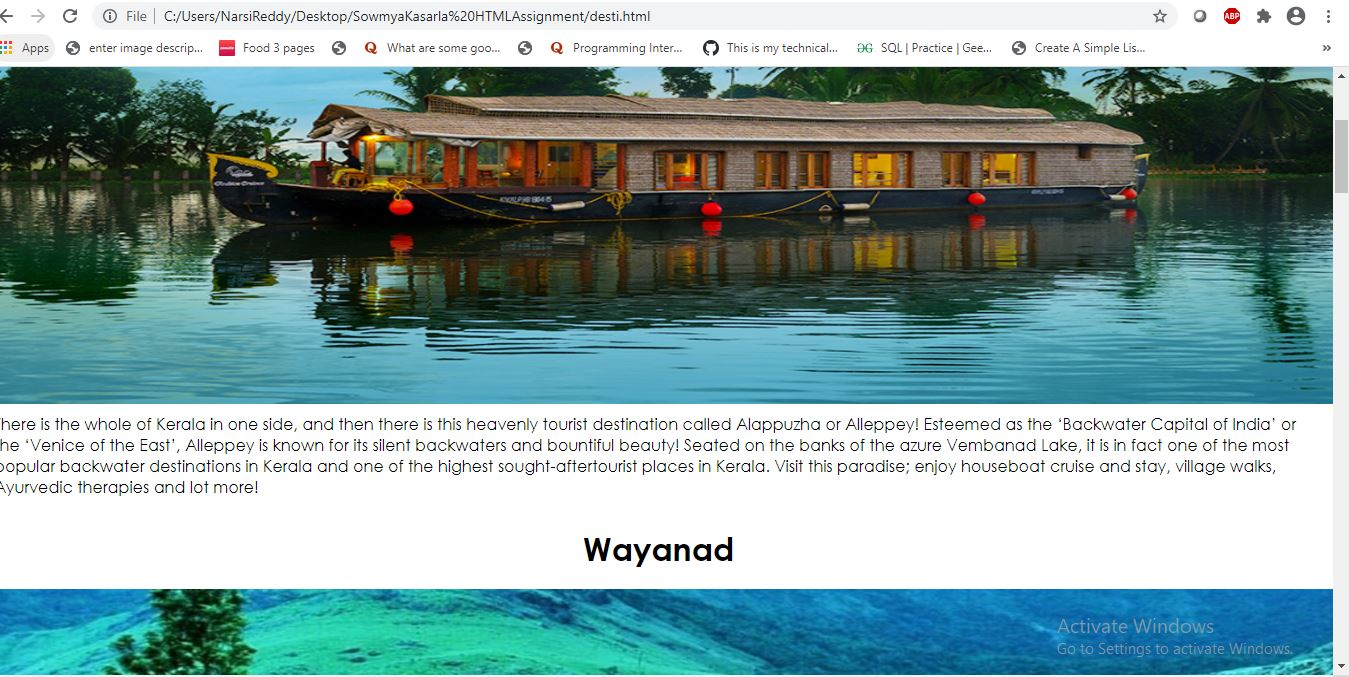 File | C:/Users/NarsiReddy/Desktop/SowmyaKasarla%20HTMLAssignment/desti.html
ABP
Apps enter image descrip... Food 3 pages What are some goo... Programming Inter... This is my technical... SQL | Practice | Gee... Create A Simple Lis... »
There is the whole of Kerala in one side, and then there is this heavenly tourist destination called Alappuzha or Alleppey! Esteemed as the ‘Backwater Capital of India’ or
the ‘Venice of the East’, Alleppey is known for its silent backwaters and bountiful beauty! Seated on the banks of the azure Vembanad Lake, it is in fact one of the most
popular backwater destinations in Kerala and one of the highest sought-aftertourist places in Kerala. Visit this paradise; enjoy houseboat cruise and stay, village walks,
Ayurvedic therapies and lot more!
Wayanad
Activate Windows
Go to Settings to activate Windows.